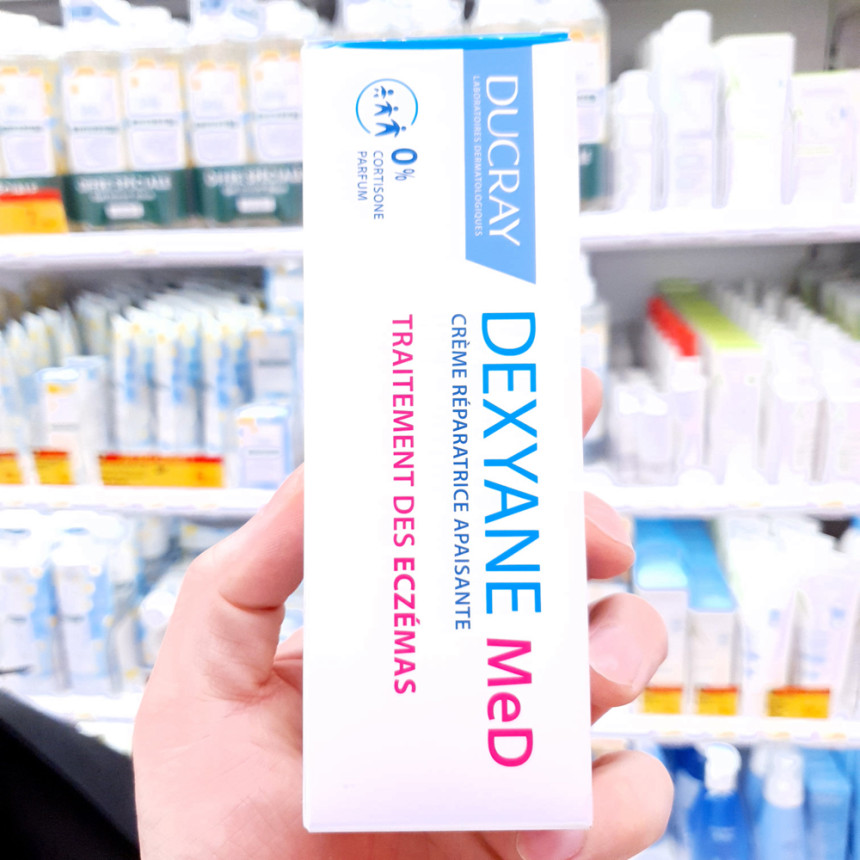 DUCRAY
LABORATOIRES DERMATOLOGIQUES
DEXYANE MeD
CRÈME RÉPARATRICE APAISANTE
TRAITEMENT DES ECZÉMAS
0%
CORTISONE
PARFUM